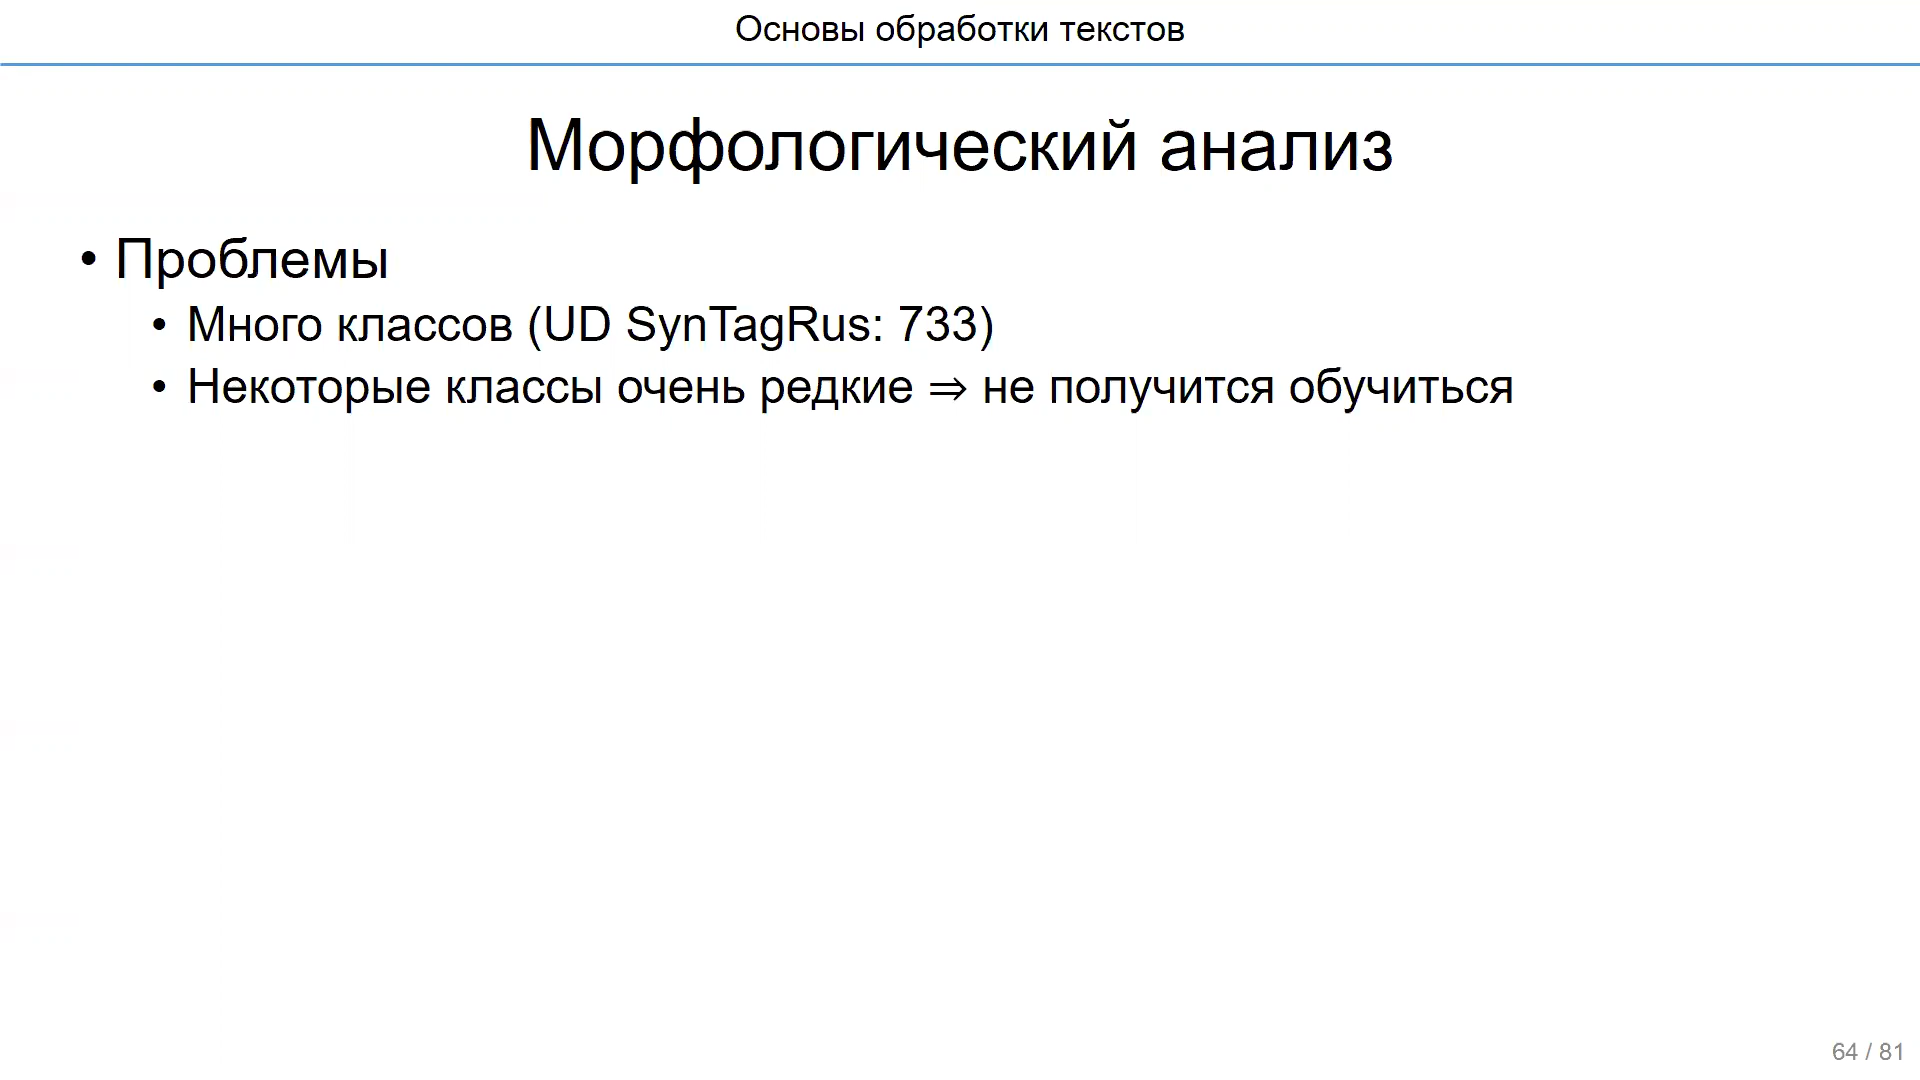 Основы обработки текстов
Морфологический анализ
• Проблемы
• Много классов (UD SynTagRus: 733)
• Некоторые классы очень редкие ⇒ не получится обучиться
64 / 81